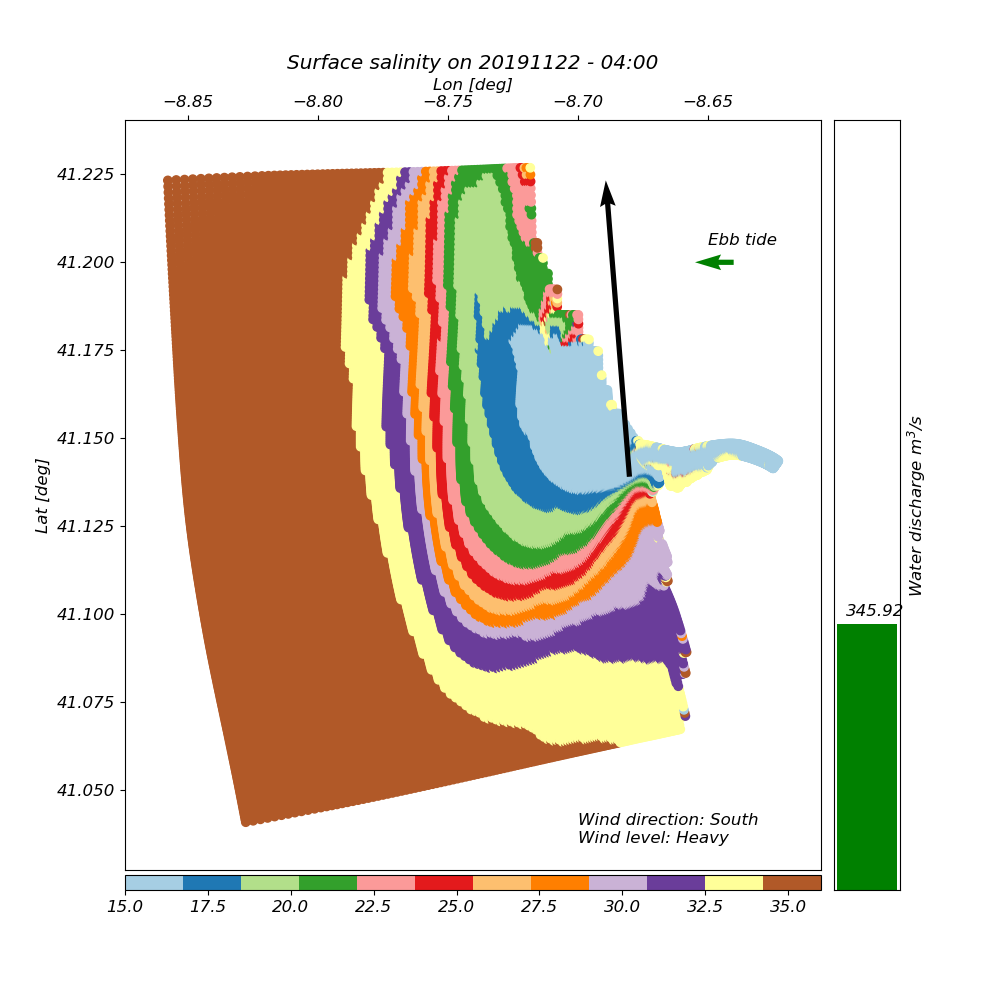 Surface salinity on 20191122 - 04:00
Lon [deg]
−8.85 −8.80 −8.75 −8.70 −8.65
41.225
41.200
41.175
41.150
41.125
41.100
41.075
41.050
Lat [deg]
Ebb tide
Wind direction: South
Wind level: Heavy
345.92
Water discharge m³/s
15.0 17.5 20.0 22.5 25.0 27.5 30.0 32.5 35.0